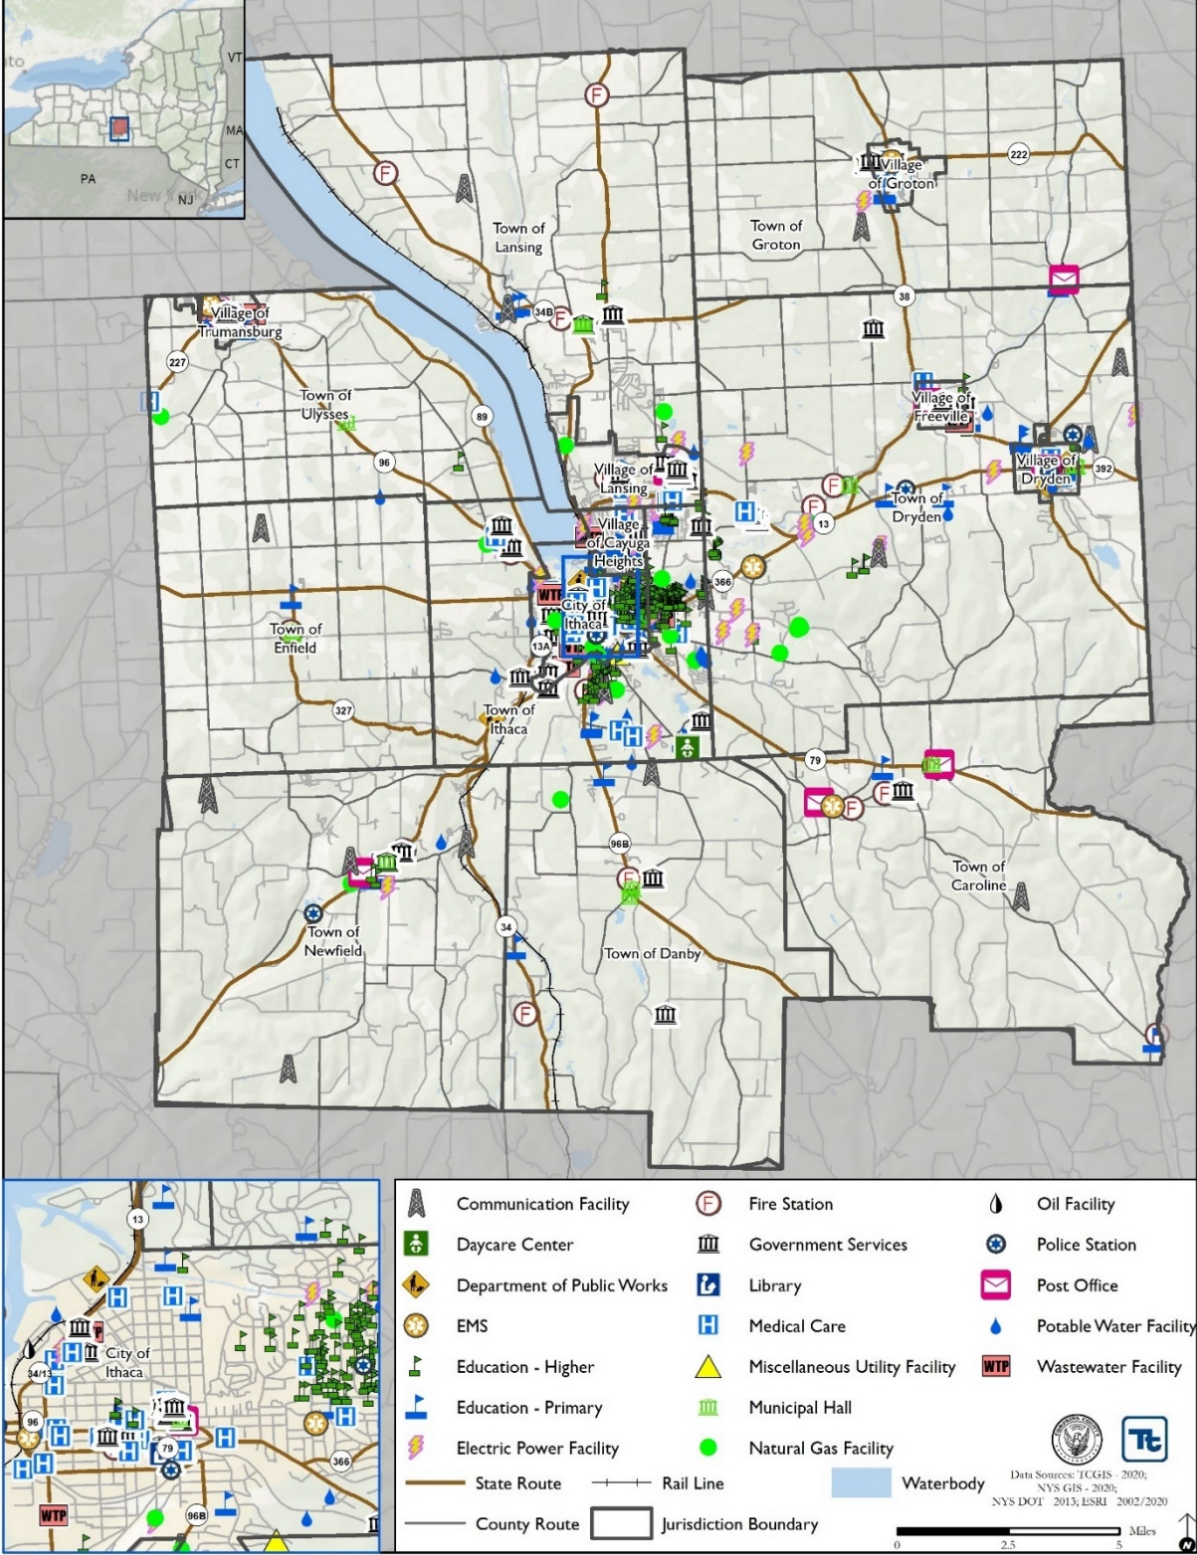 VT
MA
CT
PA
New York
NJ
222
Village
of Groton
Town of
Lansing
Town of
Groton
38
34B
Village of
Trumansburg
227
Town of
Ulysses
89
96
Village of
Freeville
Village of
Lansing
Village of
Dryden
392
Town of
Dryden
13
Village
of Cayuga
Heights
366
WTP
City of
Ithaca
13A
Town of
Enfield
327
Town of
Ithaca
79
96B
Town of
Caroline
34
Town of
Newfield
Town of Danby
F
F
F
F
F
F
F
F
F
H
H
H
H
13
City of
Ithaca
34/13
96
79
366
WTP
96B
Communication Facility
Daycare Center
Department of Public Works
EMS
Education - Higher
Education - Primary
Electric Power Facility
F Fire Station
Government Services
Library
H Medical Care
Miscellaneous Utility Facility
Municipal Hall
Natural Gas Facility
Oil Facility
Police Station
Post Office
Potable Water Facility
WTP Wastewater Facility
State Route
Rail Line
Waterbody
County Route
Jurisdiction Boundary
Tt
Data Sources: TCGIS - 2020;
NYS GIS - 2020;
NYS DOT 2013; ESRI 2002/2020
0 2.5 5 Miles
N